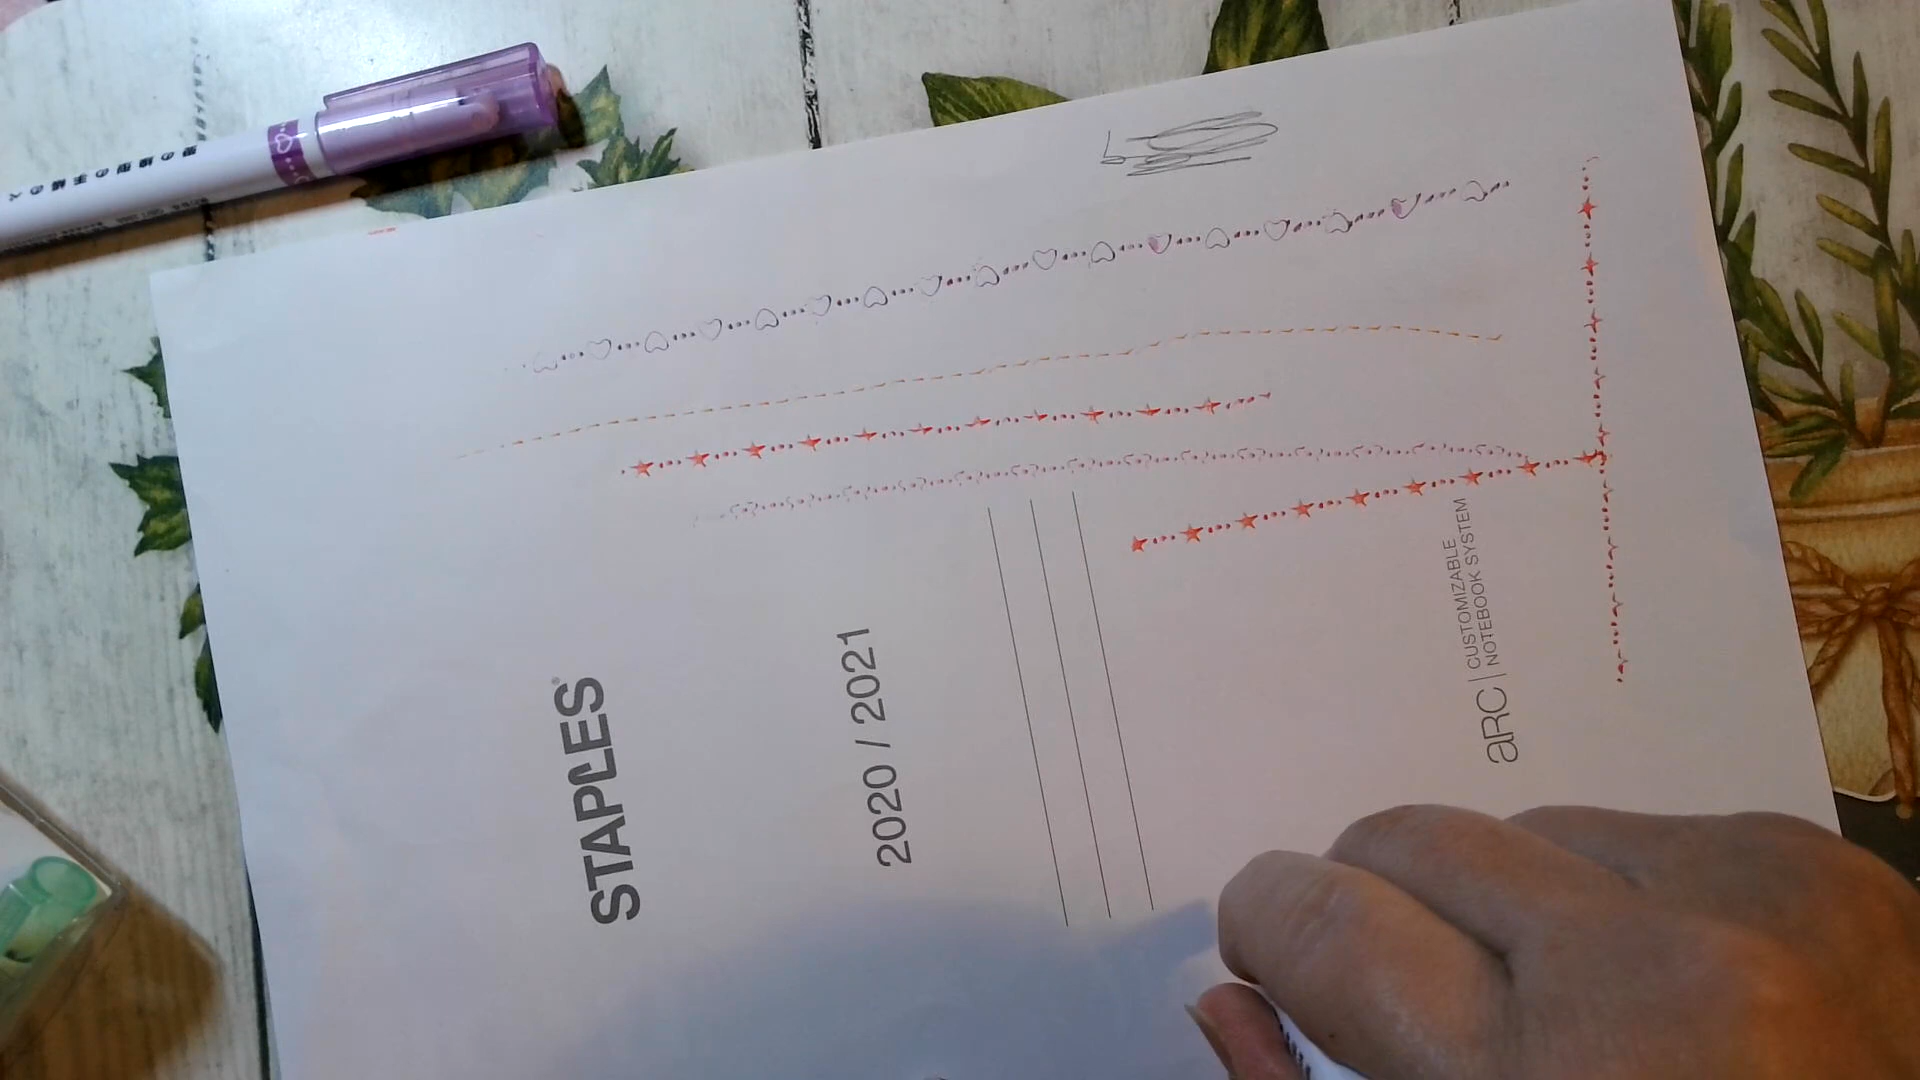 STAPLES®
2020 / 2021
aRC | CUSTOMIZABLE
NOTEBOOK SYSTEM